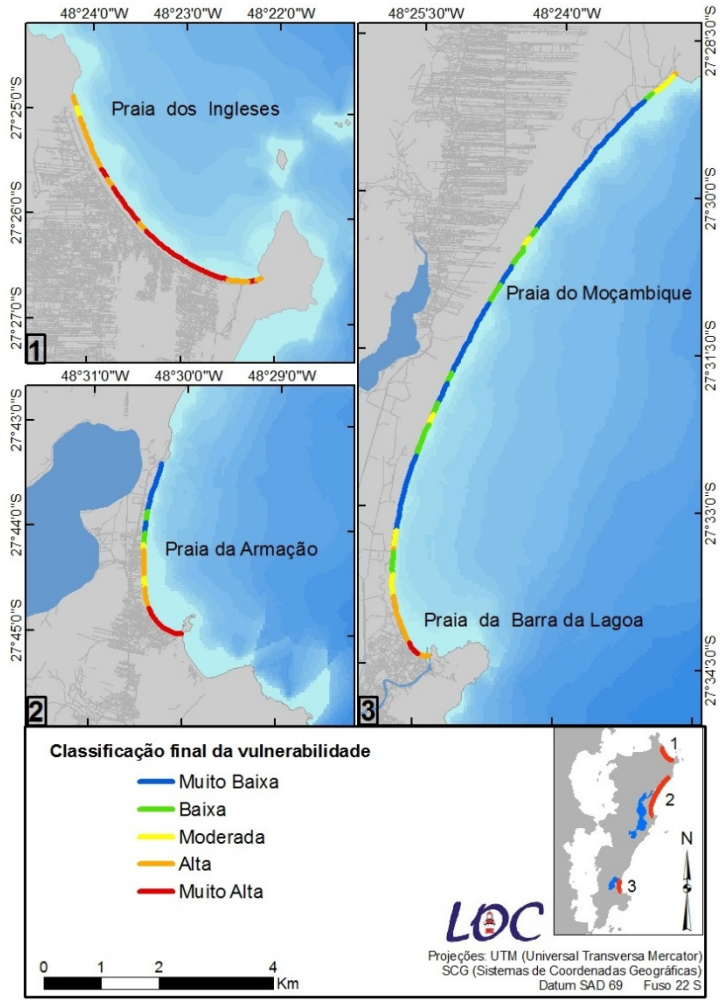 48°24'0"W 48°23'0"W 48°22'0"W
27°25'0"S
27°26'0"S
27°27'0"S
Praia dos Ingleses
1
48°25'30"W 48°24'0"W
27°28'30"S
27°30'0"S
27°31'30"S
27°33'0"S
27°34'30"S
Praia do Moçambique
Praia da Barra da Lagoa
3
48°31'0"W 48°30'0"W 48°29'0"W
27°43'0"S
27°44'0"S
27°45'0"S
Praia da Armação
2
Classificação final da vulnerabilidade
Muito Baixa
Baixa
Moderada
Alta
Muito Alta
1
2
3
N
LOC
0 1 2 4
Km
Projeções: UTM (Universal Transversa Mercator)
SCG (Sistemas de Coordenadas Geográficas)
Datum SAD 69 Fuso 22 S